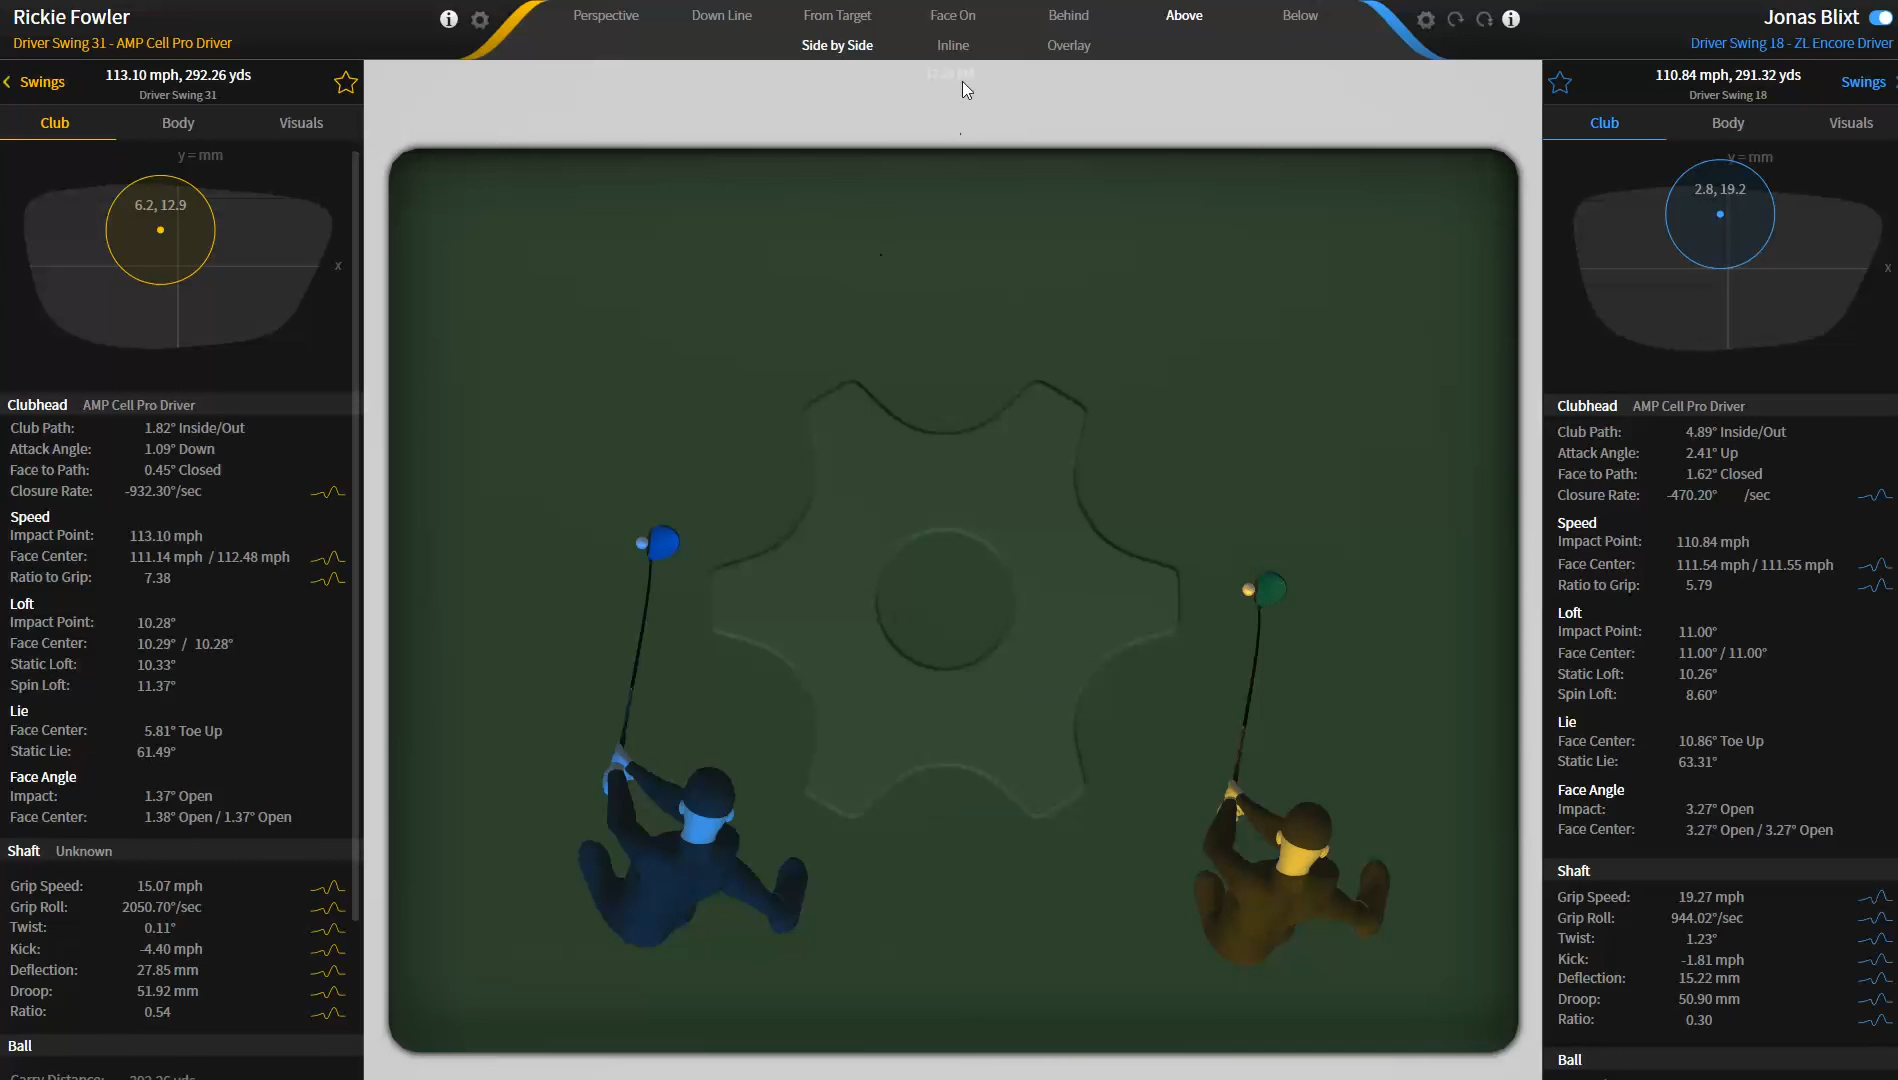 Rickie Fowler
Driver Swing 31 - AMP Cell Pro Driver
Perspective Down Line From Target Face On Behind Above Below
Side by Side Inline Overlay
Jonas Blixt
Driver Swing 18 - ZL Encore Driver
Swings
113.10 mph, 292.26 yds
Driver Swing 31
Club Body Visuals
y = mm
6.2, 12.9
x
Clubhead AMP Cell Pro Driver
Club Path: 1.82° Inside/Out
Attack Angle: 1.09° Down
Face to Path: 0.45° Closed
Closure Rate: -932.30°/sec
Speed
Impact Point: 113.10 mph
Face Center: 111.14 mph / 112.48 mph
Ratio to Grip: 7.38
Loft
Impact Point: 10.28°
Face Center: 10.29° / 10.28°
Static Loft: 10.33°
Spin Loft: 11.37°
Lie
Face Center: 5.81° Toe Up
Static Lie: 61.49°
Face Angle
Impact: 1.37° Open
Face Center: 1.38° Open / 1.37° Open
Shaft Unknown
Grip Speed: 15.07 mph
Grip Roll: 2050.70°/sec
Twist: 0.11°
Kick: -4.40 mph
Deflection: 27.85 mm
Droop: 51.92 mm
Ratio: 0.54
Ball
110.84 mph, 291.32 yds
Driver Swing 18
Swings
Club Body Visuals
y = mm
2.8, 19.2
x
Clubhead AMP Cell Pro Driver
Club Path: 4.89° Inside/Out
Attack Angle: 2.41° Up
Face to Path: 1.62° Closed
Closure Rate: -470.20° /sec
Speed
Impact Point: 110.84 mph
Face Center: 111.54 mph / 111.55 mph
Ratio to Grip: 5.79
Loft
Impact Point: 11.00°
Face Center: 11.00° / 11.00°
Static Loft: 10.26°
Spin Loft: 8.60°
Lie
Face Center: 10.86° Toe Up
Static Lie: 63.31°
Face Angle
Impact: 3.27° Open
Face Center: 3.27° Open / 3.27° Open
Shaft
Grip Speed: 19.27 mph
Grip Roll: 944.02°/sec
Twist: 1.23°
Kick: -1.81 mph
Deflection: 15.22 mm
Droop: 50.90 mm
Ratio: 0.30
Ball